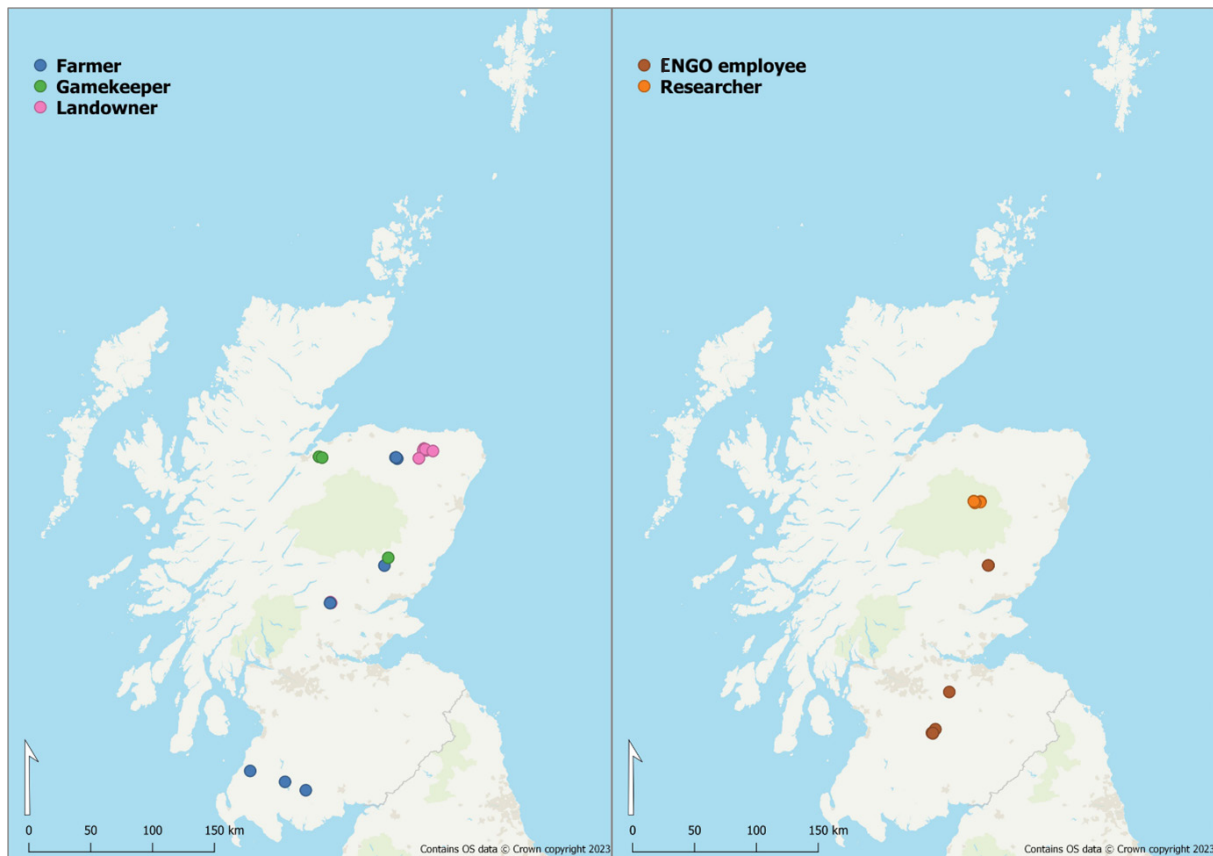 Farmer
Gamekeeper
Landowner
0 50 100 150 km
Contains OS data © Crown copyright 2023
ENGO employee
Researcher
0 50 100 150 km
Contains OS data © Crown copyright 2023